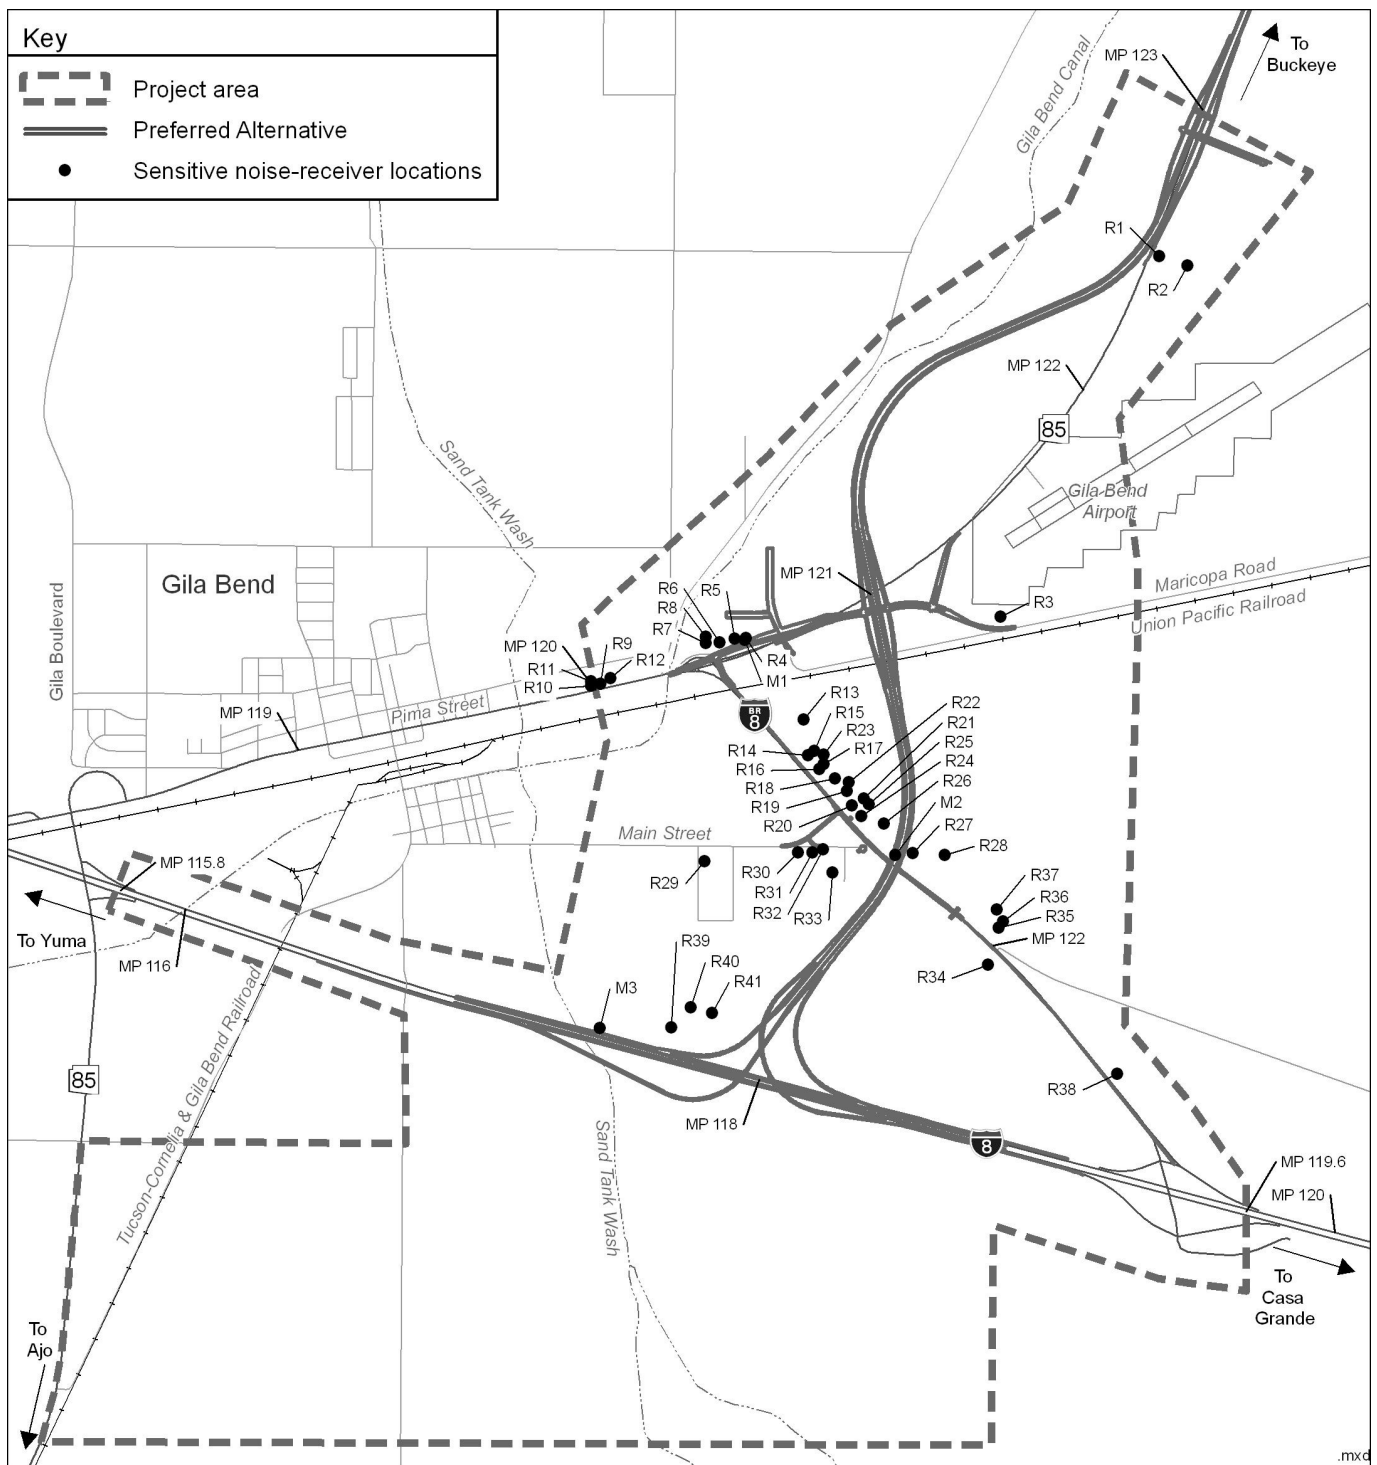 Key
Project area
Preferred Alternative
Sensitive noise-receiver locations
To
Buckeye
MP 123
Gila Bend Canal
R1
R2
MP 122
85
Sand Tank Wash
Gila Bend
Airport
Gila Bend
Gila Boulevard
MP 121
Maricopa Road
Union Pacific Railroad
R3
R6
R5
R8
R7
R4
M1
MP 120
R9
R12
R11
R10
Pima Street
MP 119
BR
8
R13
R22
R15
R21
R23
R25
R14
R17
R24
R16
R26
R18
M2
R19
R27
R20
R28
Main Street
R29
R30
R31
R32
R33
R37
R36
R35
MP 122
R34
MP 115.8
To Yuma
MP 116
R39
R40
R41
M3
85
Tucson-Cornelia & Gila Bend Railroad
R38
MP 118
Sand Tank Wash
8
MP 119.6
MP 120
To
Casa
Grande
To
Ajo
.mxd